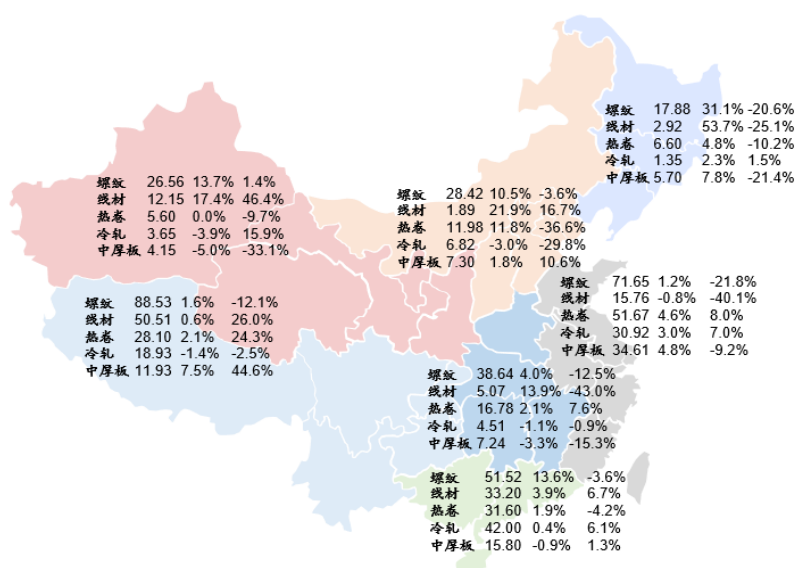 螺纹 17.88 31.1% -20.6%
线材 2.92 53.7% -25.1%
热卷 6.60 4.8% -10.2%
冷轧 1.35 2.3% 1.5%
中厚板 5.70 7.8% -21.4%
螺纹 26.56 13.7% 1.4%
线材 12.15 17.4% 46.4%
热卷 5.60 0.0% -9.7%
冷轧 3.65 -3.9% 15.9%
中厚板 4.15 -5.0% -33.1%
螺纹 28.42 10.5% -3.6%
线材 1.89 21.9% 16.7%
热卷 11.98 11.8% -36.6%
冷轧 6.82 -3.0% -29.8%
中厚板 7.30 1.8% 10.6%
螺纹 71.65 1.2% -21.8%
线材 15.76 -0.8% -40.1%
热卷 51.67 4.6% 8.0%
冷轧 30.92 3.0% 7.0%
中厚板 34.61 4.8% -9.2%
螺纹 88.53 1.6% -12.1%
线材 50.51 0.6% 26.0%
热卷 28.10 2.1% 24.3%
冷轧 18.93 -1.4% -2.5%
中厚板 11.93 7.5% 44.6%
螺纹 38.64 4.0% -12.5%
线材 5.07 13.9% -43.0%
热卷 16.78 2.1% 7.6%
冷轧 4.51 -1.1% -0.9%
中厚板 7.24 -3.3% -15.3%
螺纹 51.52 13.6% -3.6%
线材 33.20 3.9% 6.7%
热卷 31.60 1.9% -4.2%
冷轧 42.00 0.4% 6.1%
中厚板 15.80 -0.9% 1.3%